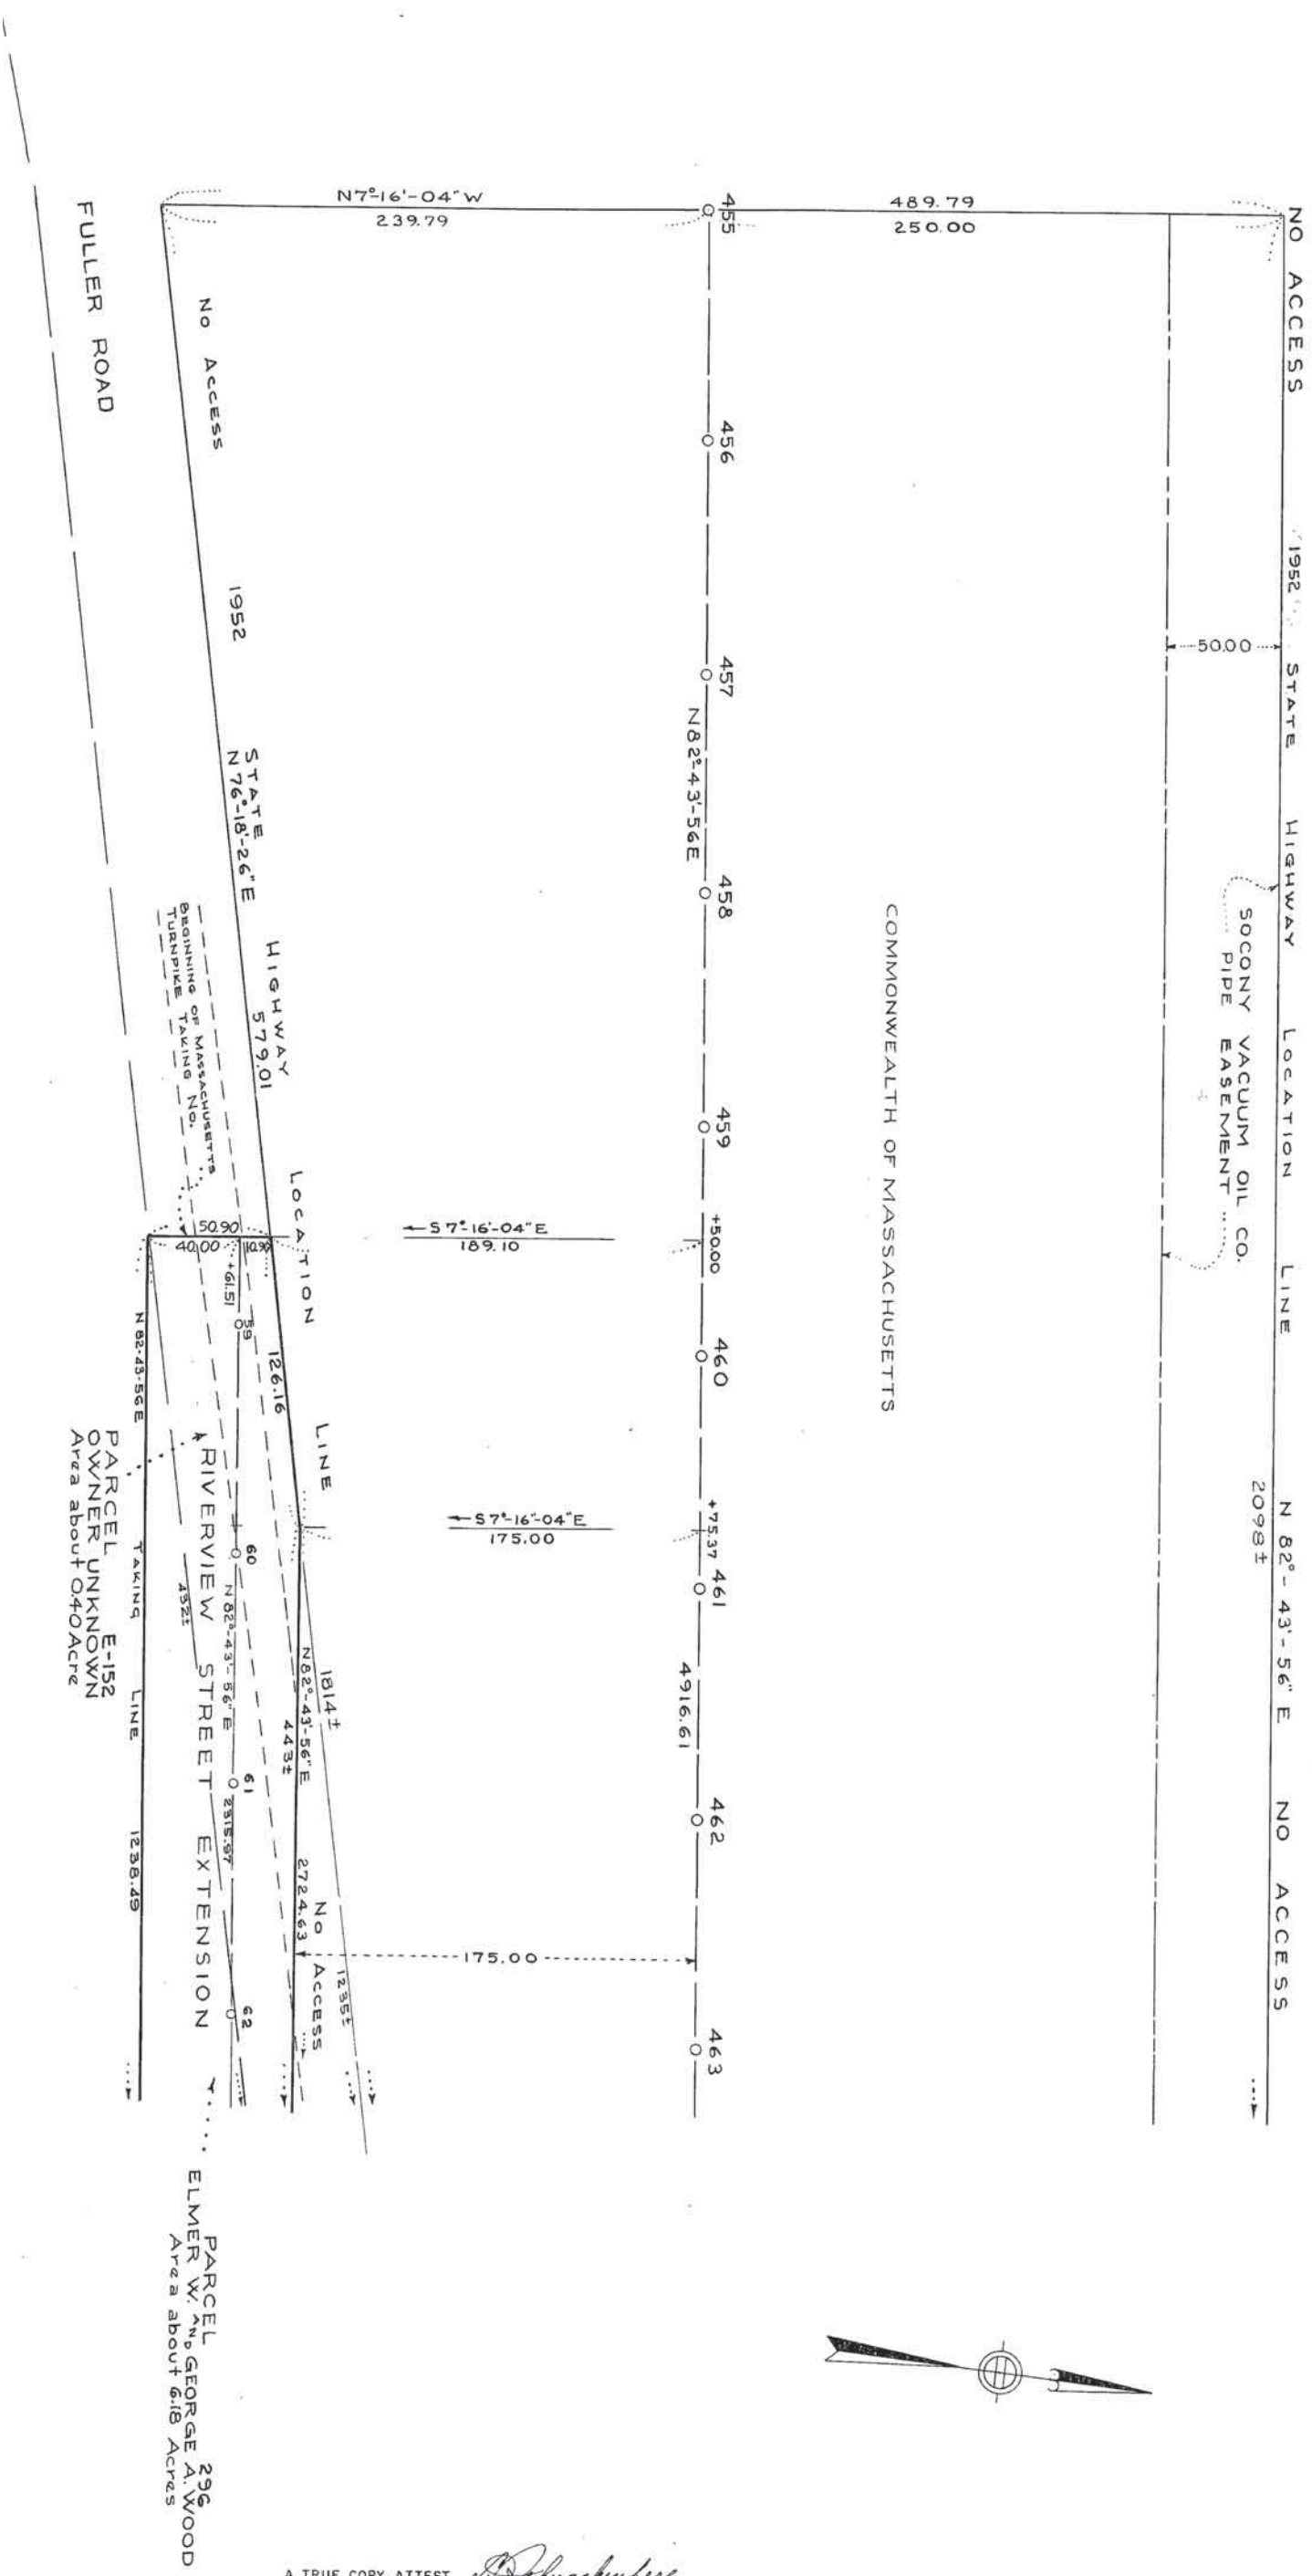 NO ACCESS 1952 STATE HIGHWAY LOCATION LINE N 82°-43'-56" E NO ACCESS
2098±
SOCONY VACUUM OIL CO.
PIPE EASEMENT
50.00
489.79
250.00
COMMONWEALTH OF MASSACHUSETTS
455 456 457 458 459 +50.00 460 +75.37 461 462 463
N82°-43'-56E
4916.61
N7°-16'-04"W
239.79
S7°-16'-04"E
189.10
S7°-16'-04"E
175.00
175.00
NO ACCESS 1952 STATE HIGHWAY LOCATION LINE
N 76°-18'-26"E
579.01
126.16
1814±
1235±
N82°-43'-56"E
443±
2724.63
NO ACCESS
BEGINNING OF MASSACHUSETTS
TURNPIKE TAKING NO.
50.90
40.00
10.90
+61.51
59 60 61 62
N 82°-43'-56" E
2315.97
RIVERVIEW STREET EXTENSION
432±
FULLER ROAD
N 82-43-56E TAKING LINE 1238.49
PARCEL E-152
OWNER UNKNOWN
Area about 0.40 Acre
PARCEL 296
ELMER W. AND GEORGE A. WOOD
Area about 6.18 Acres
A TRUE COPY ATTEST